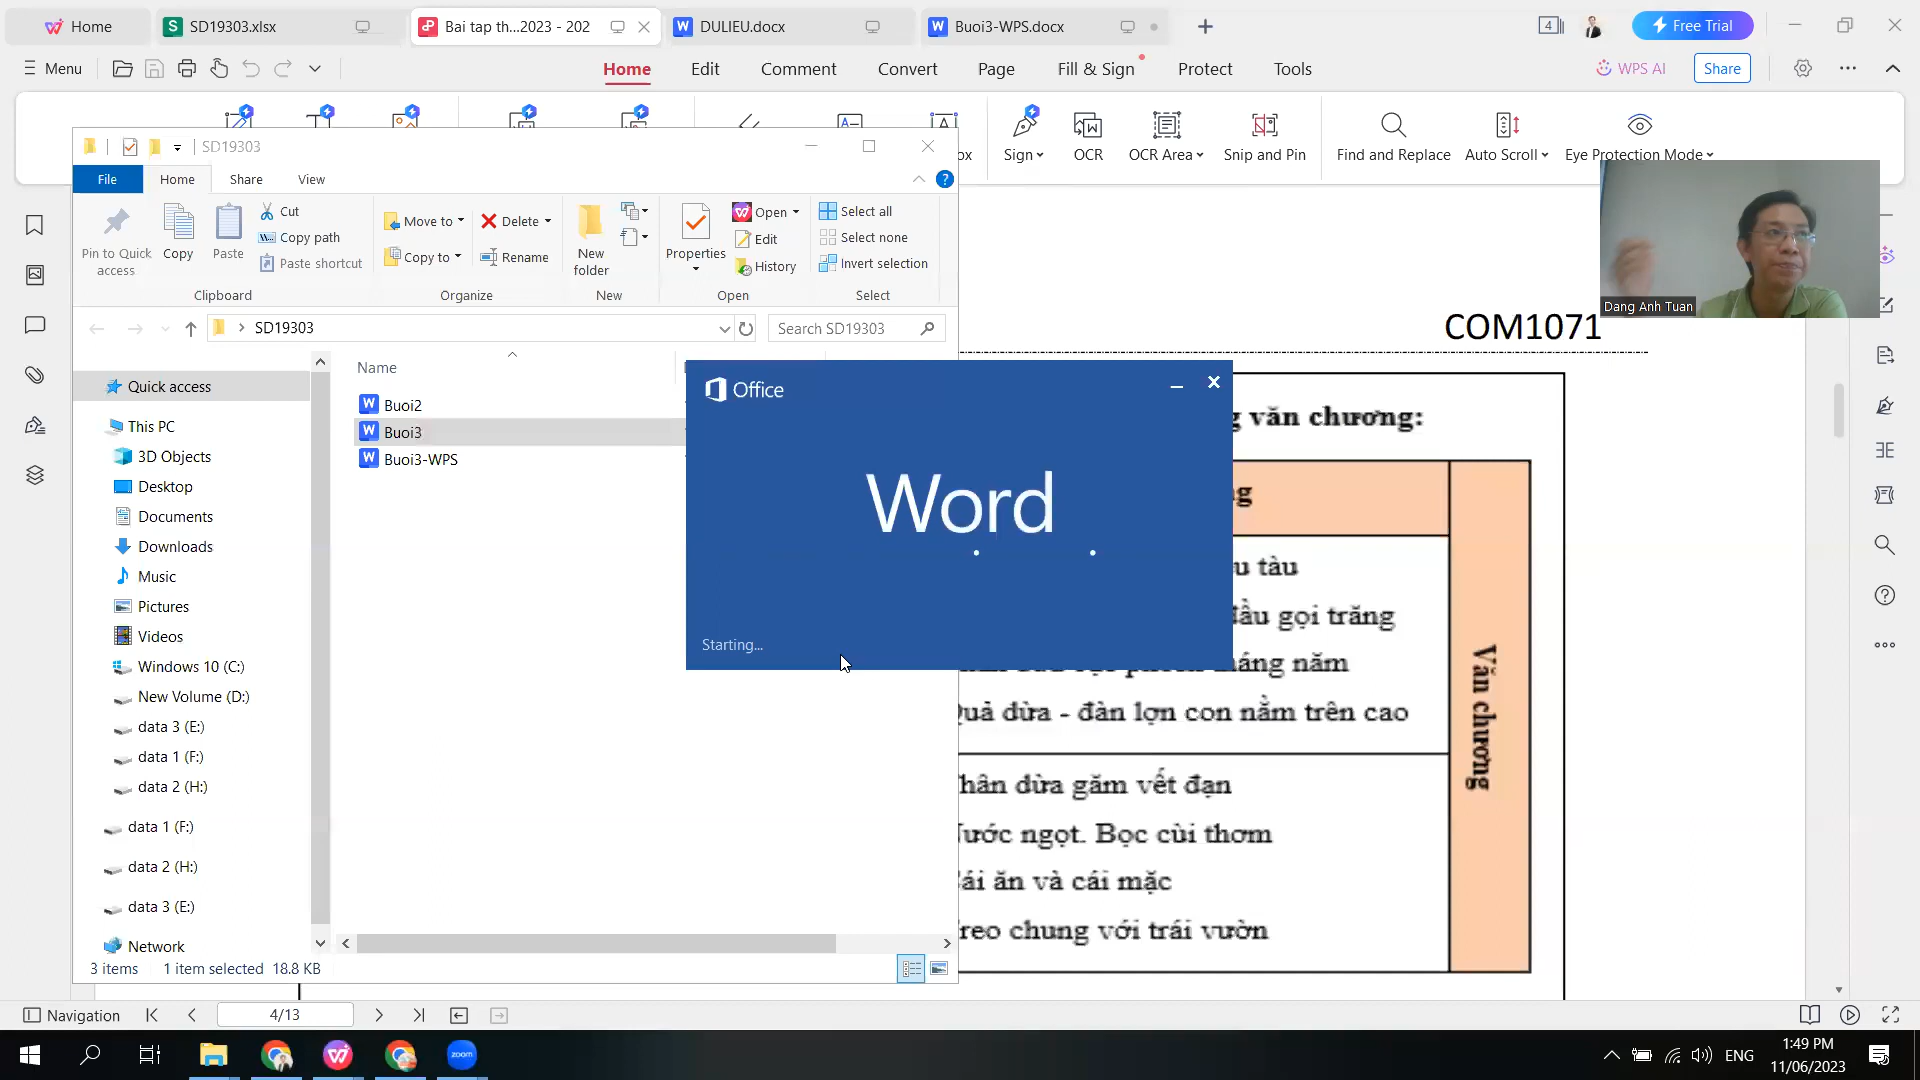 Home
SD19303.xlsx
Bai tap th...2023 - 202
DULIEU.docx
Buoi3-WPS.docx
4
Free Trial
Menu
Home
Edit
Comment
Convert
Page
Fill & Sign
Protect
Tools
WPS AI
Share
Sign
OCR
OCR Area
Snip and Pin
Find and Replace
Auto Scroll
Eye Protection Mode
SD19303
File
Home
Share
View
Pin to Quick access
Copy
Paste
Cut
Copy path
Paste shortcut
Clipboard
Move to
Copy to
Delete
Rename
Organize
New folder
New
Properties
Open
Edit
History
Open
Select all
Select none
Invert selection
Select
SD19303
Search SD19303
Quick access
This PC
3D Objects
Desktop
Documents
Downloads
Music
Pictures
Videos
Windows 10 (C:)
New Volume (D:)
data 3 (E:)
data 1 (F:)
data 2 (H:)
data 1 (F:)
data 2 (H:)
data 3 (E:)
Network
Name
Buoi2
Buoi3
Buoi3-WPS
3 items
1 item selected 18.8 KB
Office
Word
Starting...
Dang Anh Tuan
COM1071
văn chương:
tàu
gọi trăng
năm
dừa - đàn lợn con nằm trên cao
dừa găm vết đạn
ngọt. Bọc cùi thơm
ăn và cái mặc
chung với trái vườn
Văn chương
Navigation
4/13
zoom
ENG
1:49 PM
11/06/2023